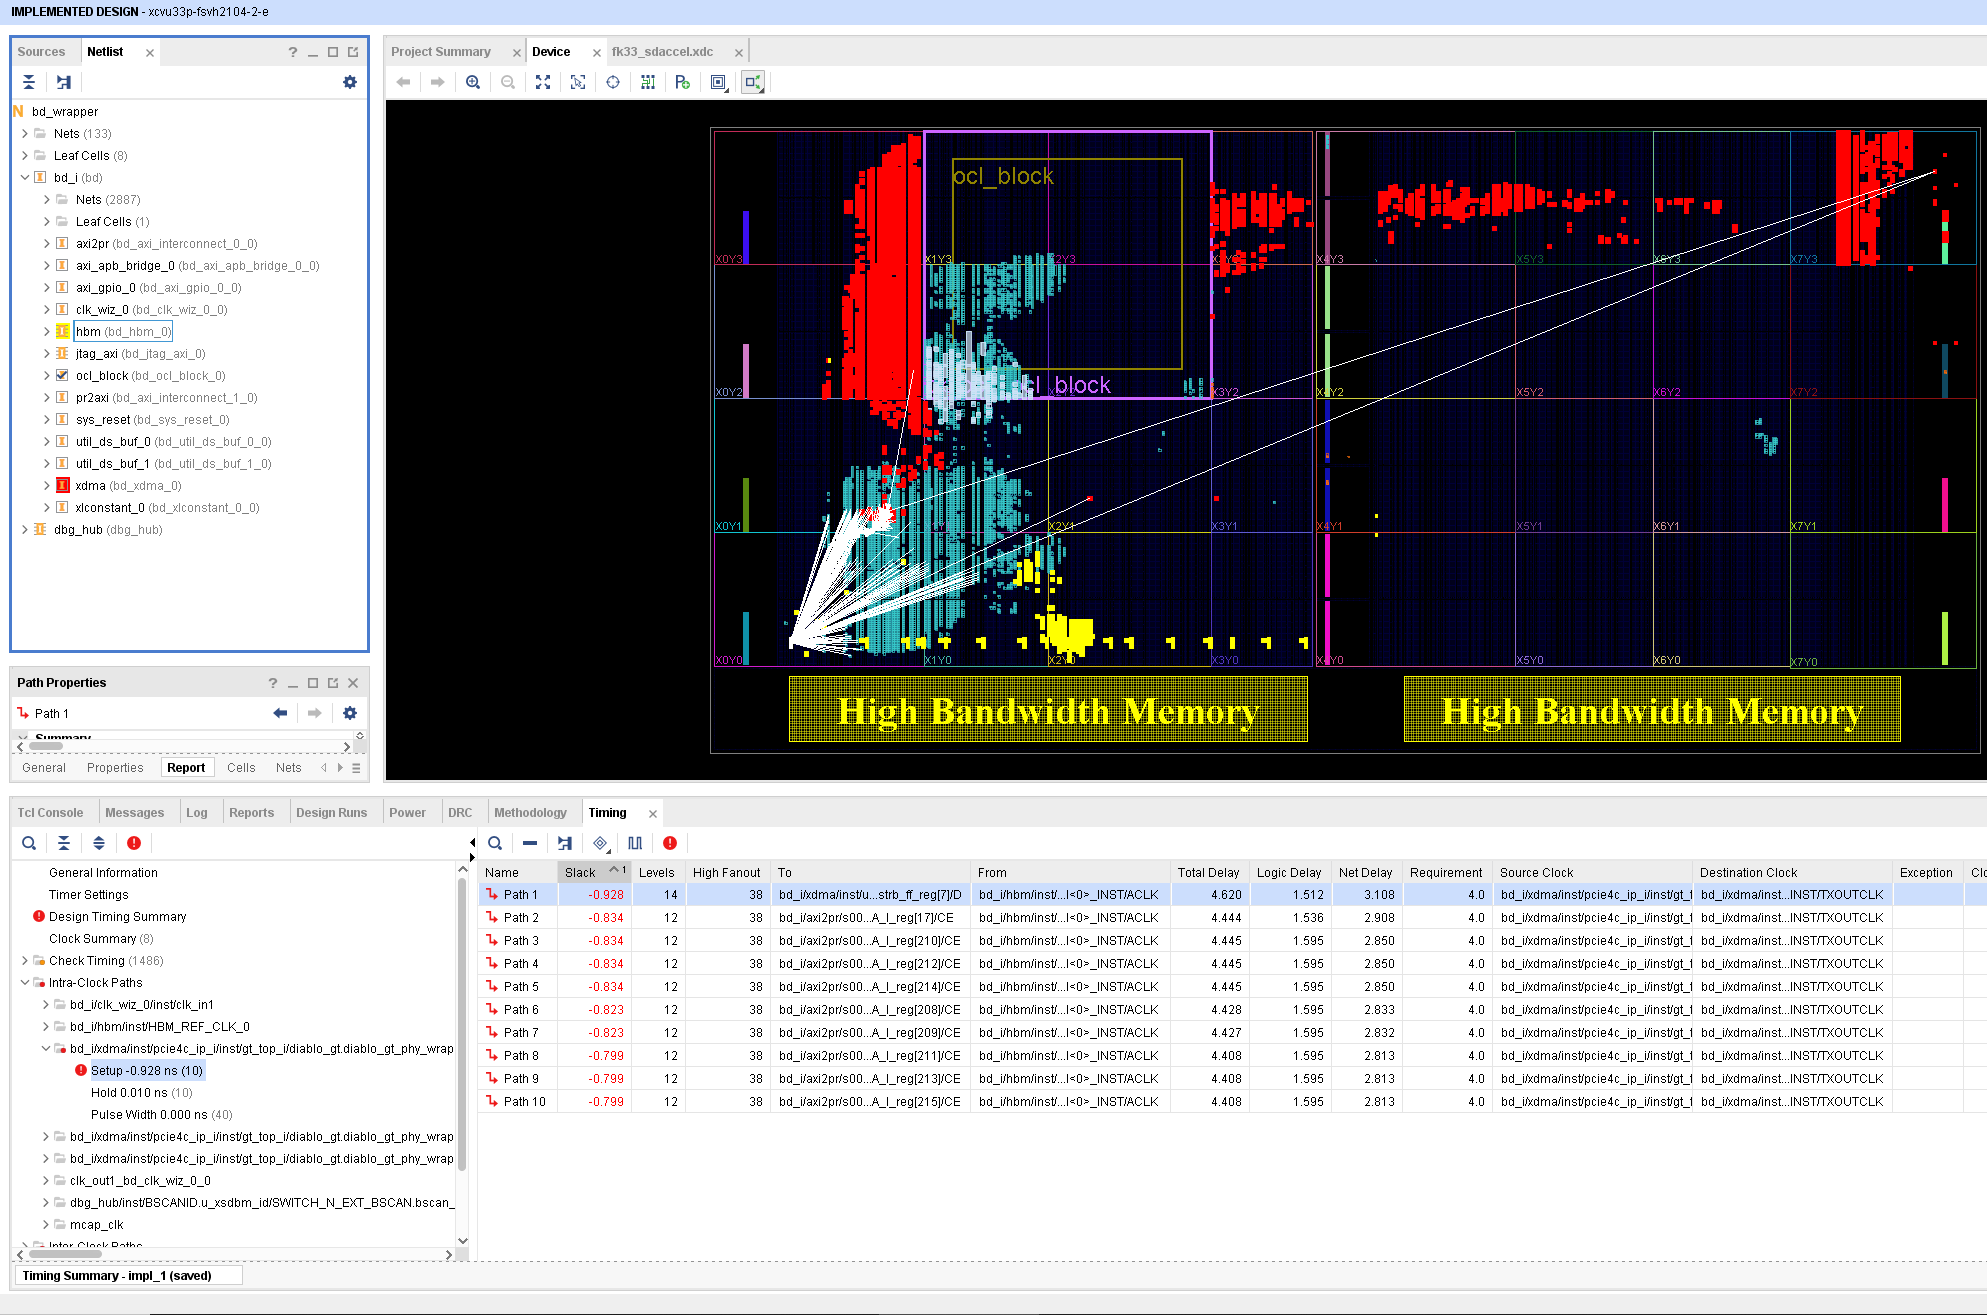 IMPLEMENTED DESIGN - xcvu33p-fsvh2104-2-e
Sources Netlist
bd_wrapper
Nets (133)
Leaf Cells (8)
bd_i (bd)
Nets (2887)
Leaf Cells (1)
axi2pr (bd_axi_interconnect_0_0)
axi_apb_bridge_0 (bd_axi_apb_bridge_0_0)
axi_gpio_0 (bd_axi_gpio_0_0)
clk_wiz_0 (bd_clk_wiz_0_0)
hbm (bd_hbm_0)
jtag_axi (bd_jtag_axi_0)
ocl_block (bd_ocl_block_0)
pr2axi (bd_axi_interconnect_1_0)
sys_reset (bd_sys_reset_0)
util_ds_buf_0 (bd_util_ds_buf_0_0)
util_ds_buf_1 (bd_util_ds_buf_1_0)
xdma (bd_xdma_0)
xlconstant_0 (bd_xlconstant_0_0)
dbg_hub (dbg_hub)
Path Properties
Path 1
Summary
General Properties Report Cells Nets
Project Summary Device fk33_sdaccel.xdc
ocl_block
X0Y3 X1Y3 X2Y3 X4Y3 X5Y3 X6Y3 X7Y3
cl_block
X0Y2 X3Y2 X5Y2 X6Y2 X7Y2
X0Y1 X2Y1 X3Y1 X4Y1 X5Y1 X6Y1 X7Y1
X0Y0 X1Y0 X2Y0 X3Y0 X4Y0 X5Y0 X6Y0 X7Y0
High Bandwidth Memory High Bandwidth Memory
Tcl Console Messages Log Reports Design Runs Power DRC Methodology Timing
General Information
Timer Settings
Design Timing Summary
Clock Summary (8)
Check Timing (1486)
Intra-Clock Paths
bd_i/clk_wiz_0/inst/clk_in1
bd_i/hbm/inst/HBM_REF_CLK_0
bd_i/xdma/inst/pcie4c_ip_i/inst/gt_top_i/diablo_gt.diablo_gt_phy_wrap
Setup -0.928 ns (10)
Hold 0.010 ns (10)
Pulse Width 0.000 ns (40)
bd_i/xdma/inst/pcie4c_ip_i/inst/gt_top_i/diablo_gt.diablo_gt_phy_wrap
bd_i/xdma/inst/pcie4c_ip_i/inst/gt_top_i/diablo_gt.diablo_gt_phy_wrap
clk_out1_bd_clk_wiz_0_0
dbg_hub/inst/BSCANID.u_xsdbm_id/SWITCH_N_EXT_BSCAN.bscan_
mcap_clk
Inter-Clock Paths
Name Slack 1 Levels High Fanout To From Total Delay Logic Delay Net Delay Requirement Source Clock Destination Clock Exception Clo
Path 1 -0.928 14 38 bd_i/xdma/inst/u...strb_ff_reg[7]/D bd_i/hbm/inst/...l<0>_INST/ACLK 4.620 1.512 3.108 4.0 bd_i/xdma/inst/pcie4c_ip_i/inst/gt_t bd_i/xdma/inst...INST/TXOUTCLK
Path 2 -0.834 12 38 bd_i/axi2pr/s00...A_I_reg[17]/CE bd_i/hbm/inst/...l<0>_INST/ACLK 4.444 1.536 2.908 4.0 bd_i/xdma/inst/pcie4c_ip_i/inst/gt_t bd_i/xdma/inst...INST/TXOUTCLK
Path 3 -0.834 12 38 bd_i/axi2pr/s00...A_I_reg[210]/CE bd_i/hbm/inst/...l<0>_INST/ACLK 4.445 1.595 2.850 4.0 bd_i/xdma/inst/pcie4c_ip_i/inst/gt_t bd_i/xdma/inst...INST/TXOUTCLK
Path 4 -0.834 12 38 bd_i/axi2pr/s00...A_I_reg[212]/CE bd_i/hbm/inst/...l<0>_INST/ACLK 4.445 1.595 2.850 4.0 bd_i/xdma/inst/pcie4c_ip_i/inst/gt_t bd_i/xdma/inst...INST/TXOUTCLK
Path 5 -0.834 12 38 bd_i/axi2pr/s00...A_I_reg[214]/CE bd_i/hbm/inst/...l<0>_INST/ACLK 4.445 1.595 2.850 4.0 bd_i/xdma/inst/pcie4c_ip_i/inst/gt_t bd_i/xdma/inst...INST/TXOUTCLK
Path 6 -0.823 12 38 bd_i/axi2pr/s00...A_I_reg[208]/CE bd_i/hbm/inst/...l<0>_INST/ACLK 4.428 1.595 2.833 4.0 bd_i/xdma/inst/pcie4c_ip_i/inst/gt_t bd_i/xdma/inst...INST/TXOUTCLK
Path 7 -0.823 12 38 bd_i/axi2pr/s00...A_I_reg[209]/CE bd_i/hbm/inst/...l<0>_INST/ACLK 4.427 1.595 2.832 4.0 bd_i/xdma/inst/pcie4c_ip_i/inst/gt_t bd_i/xdma/inst...INST/TXOUTCLK
Path 8 -0.799 12 38 bd_i/axi2pr/s00...A_I_reg[211]/CE bd_i/hbm/inst/...l<0>_INST/ACLK 4.408 1.595 2.813 4.0 bd_i/xdma/inst/pcie4c_ip_i/inst/gt_t bd_i/xdma/inst...INST/TXOUTCLK
Path 9 -0.799 12 38 bd_i/axi2pr/s00...A_I_reg[213]/CE bd_i/hbm/inst/...l<0>_INST/ACLK 4.408 1.595 2.813 4.0 bd_i/xdma/inst/pcie4c_ip_i/inst/gt_t bd_i/xdma/inst...INST/TXOUTCLK
Path 10 -0.799 12 38 bd_i/axi2pr/s00...A_I_reg[215]/CE bd_i/hbm/inst/...l<0>_INST/ACLK 4.408 1.595 2.813 4.0 bd_i/xdma/inst/pcie4c_ip_i/inst/gt_t bd_i/xdma/inst...INST/TXOUTCLK
Timing Summary - impl_1 (saved)